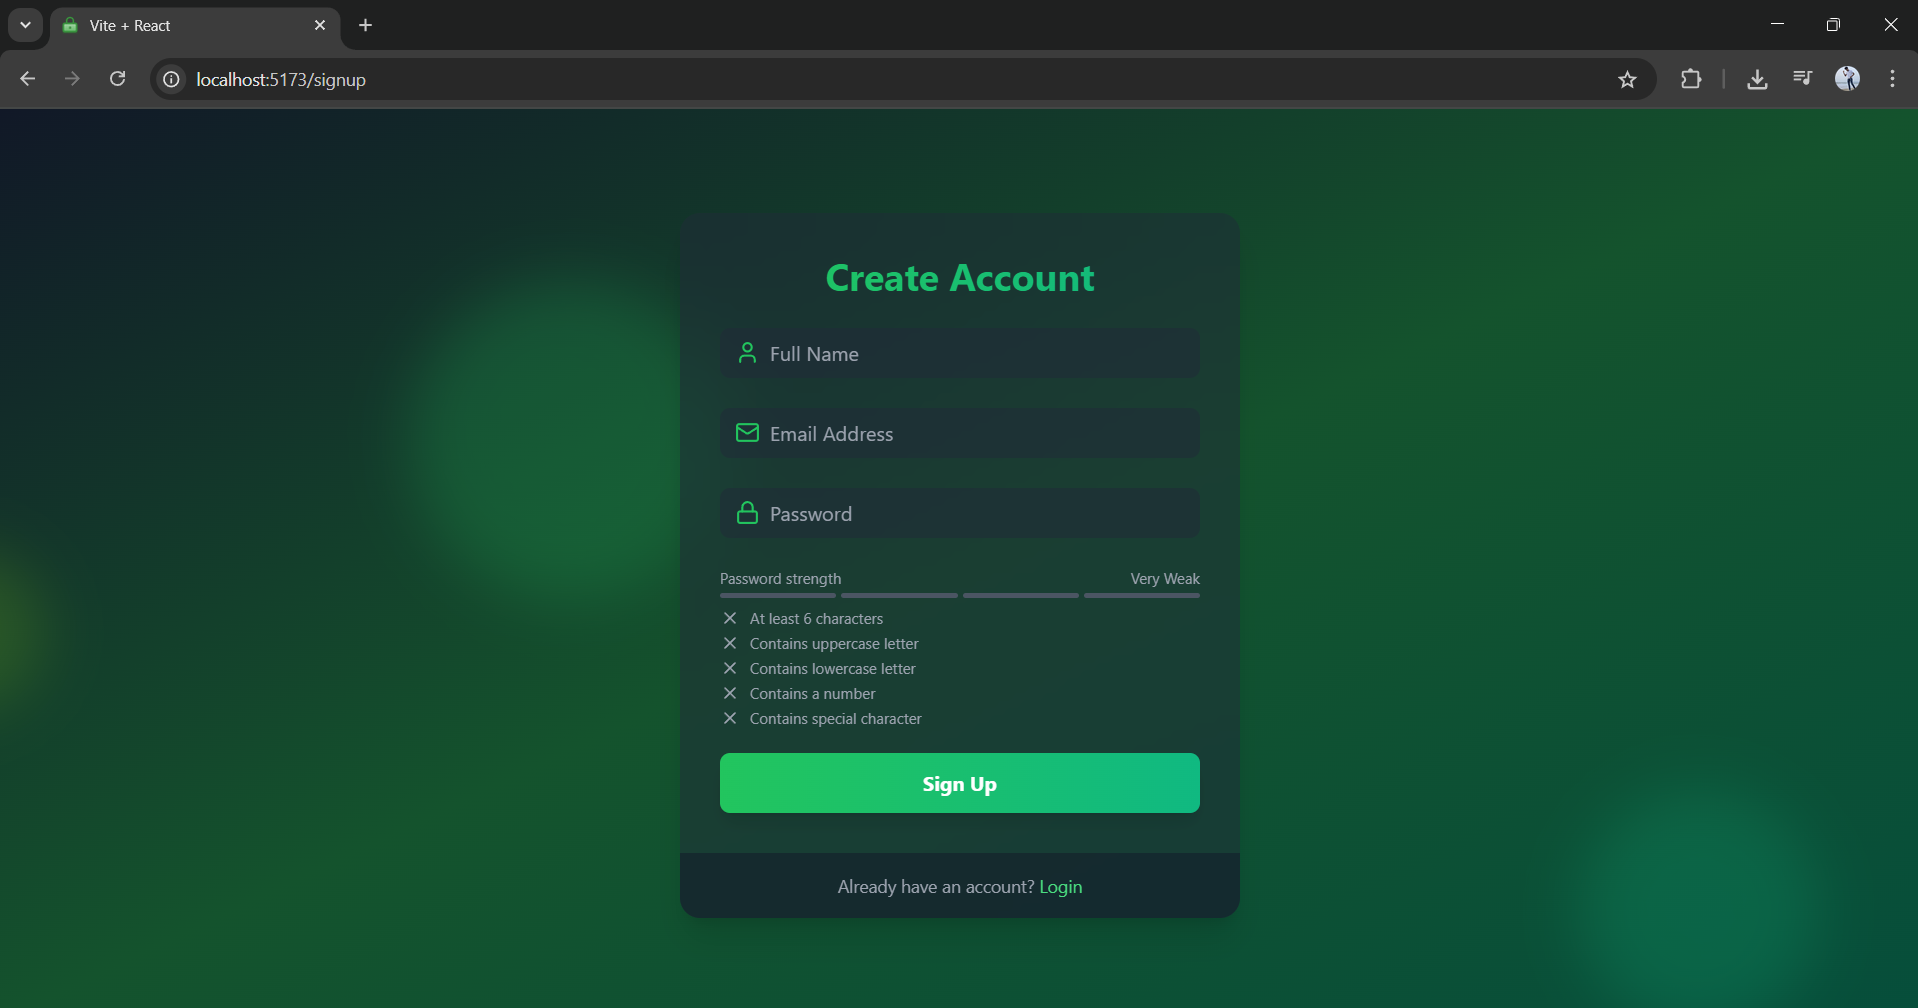 Vite + React
localhost:5173/signup
Create Account
Full Name
Email Address
Password
Password strength Very Weak
At least 6 characters
Contains uppercase letter
Contains lowercase letter
Contains a number
Contains special character
Sign Up
Already have an account? Login